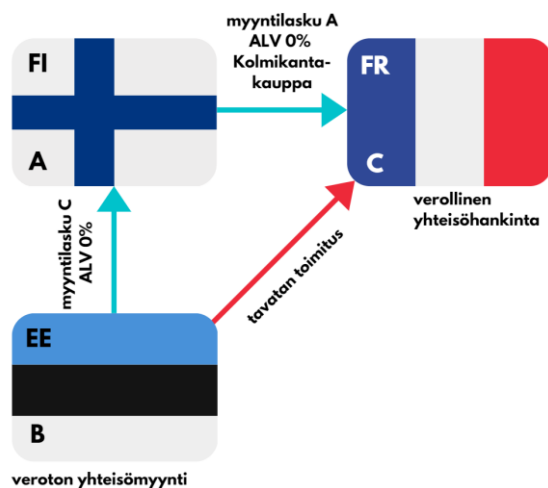 myyntilasku A
ALV 0%
Kolmikanta-
kauppa
FI
A
FR
C
verollinen
yhteisöhankinta
myyntilasku C
ALV 0%
tavatan toimitus
EE
B
veroton yhteisömyynti